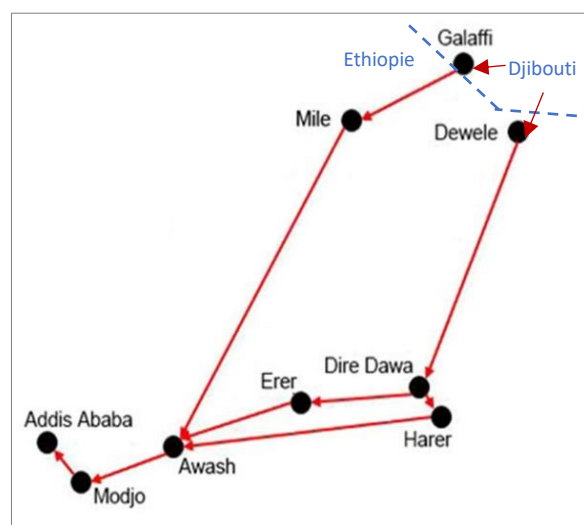 Galaffi
Ethiopie
Djibouti
Mile
Dewele
Dire Dawa
Erer
Addis Ababa
Harer
Awash
Modjo